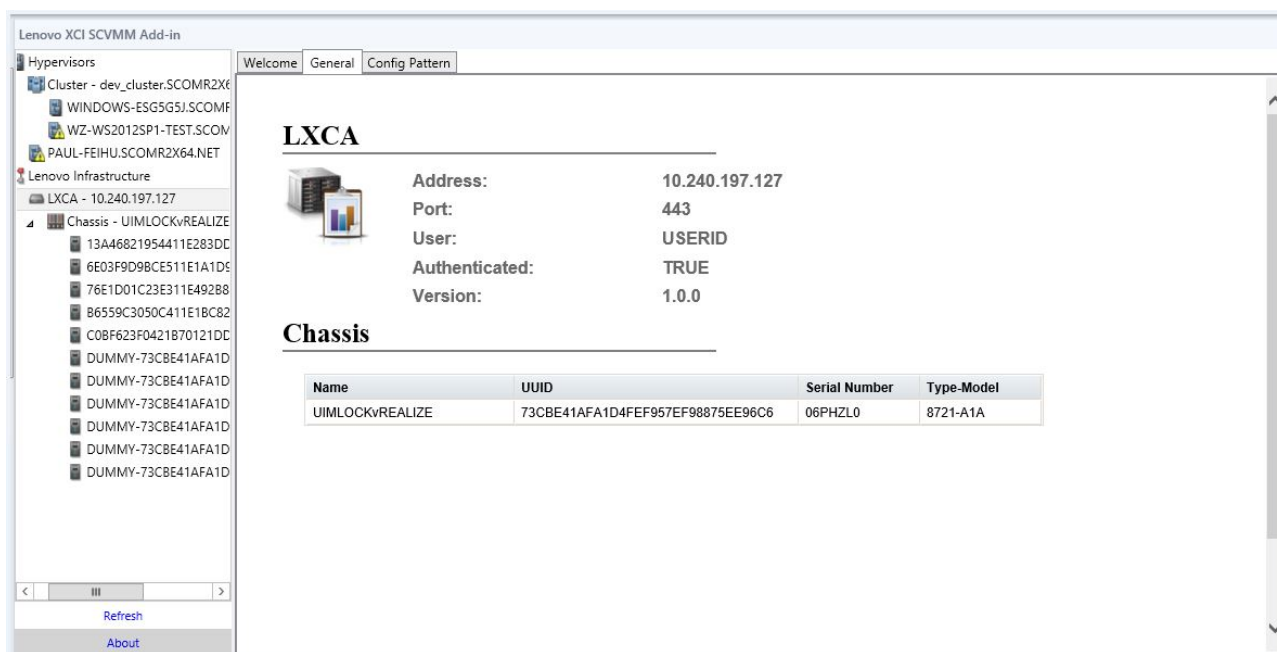 Lenovo XCI SCVMM Add-in
Hypervisors
Cluster - dev_cluster.SCOMR2X6
WINDOWS-ESG5G5J.SCOMF
WZ-WS2012SP1-TEST.SCOM
PAUL-FEIHU.SCOMR2X64.NET
Lenovo Infrastructure
LXCA - 10.240.197.127
Chassis - UIMLOCKvREALIZE
13A46821954411E283DD
6E03F9D9BCE511E1A1D9
76E1D01C23E311E492B8
B6559C3050C411E1BC82
C0BF623F0421B70121DD
DUMMY-73CBE41AFA1D
DUMMY-73CBE41AFA1D
DUMMY-73CBE41AFA1D
DUMMY-73CBE41AFA1D
DUMMY-73CBE41AFA1D
DUMMY-73CBE41AFA1D
Refresh
About
Welcome General Config Pattern
LXCA
Address: 10.240.197.127
Port: 443
User: USERID
Authenticated: TRUE
Version: 1.0.0
Chassis
Name UUID Serial Number Type-Model
UIMLOCKvREALIZE 73CBE41AFA1D4FEF957EF98875EE96C6 06PHZL0 8721-A1A